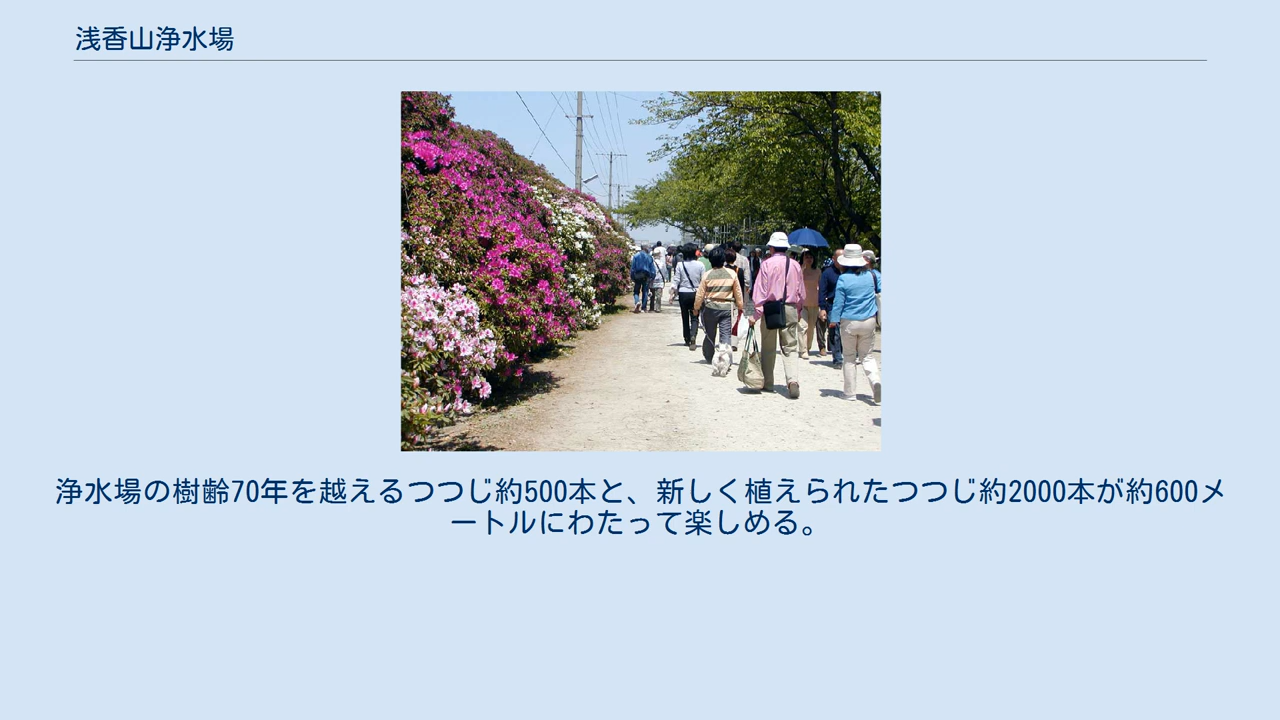 浅香山浄水場
浄水場の樹齢70年を越えるつつじ約500本と、新しく植えられたつつじ約2000本が約600メ
ートルにわたって楽しめる。